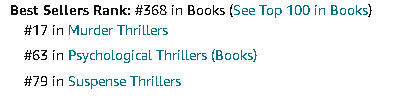 Best Sellers Rank: #368 in Books (See Top 100 in Books)
#17 in Murder Thrillers
#63 in Psychological Thrillers (Books)
#79 in Suspense Thrillers